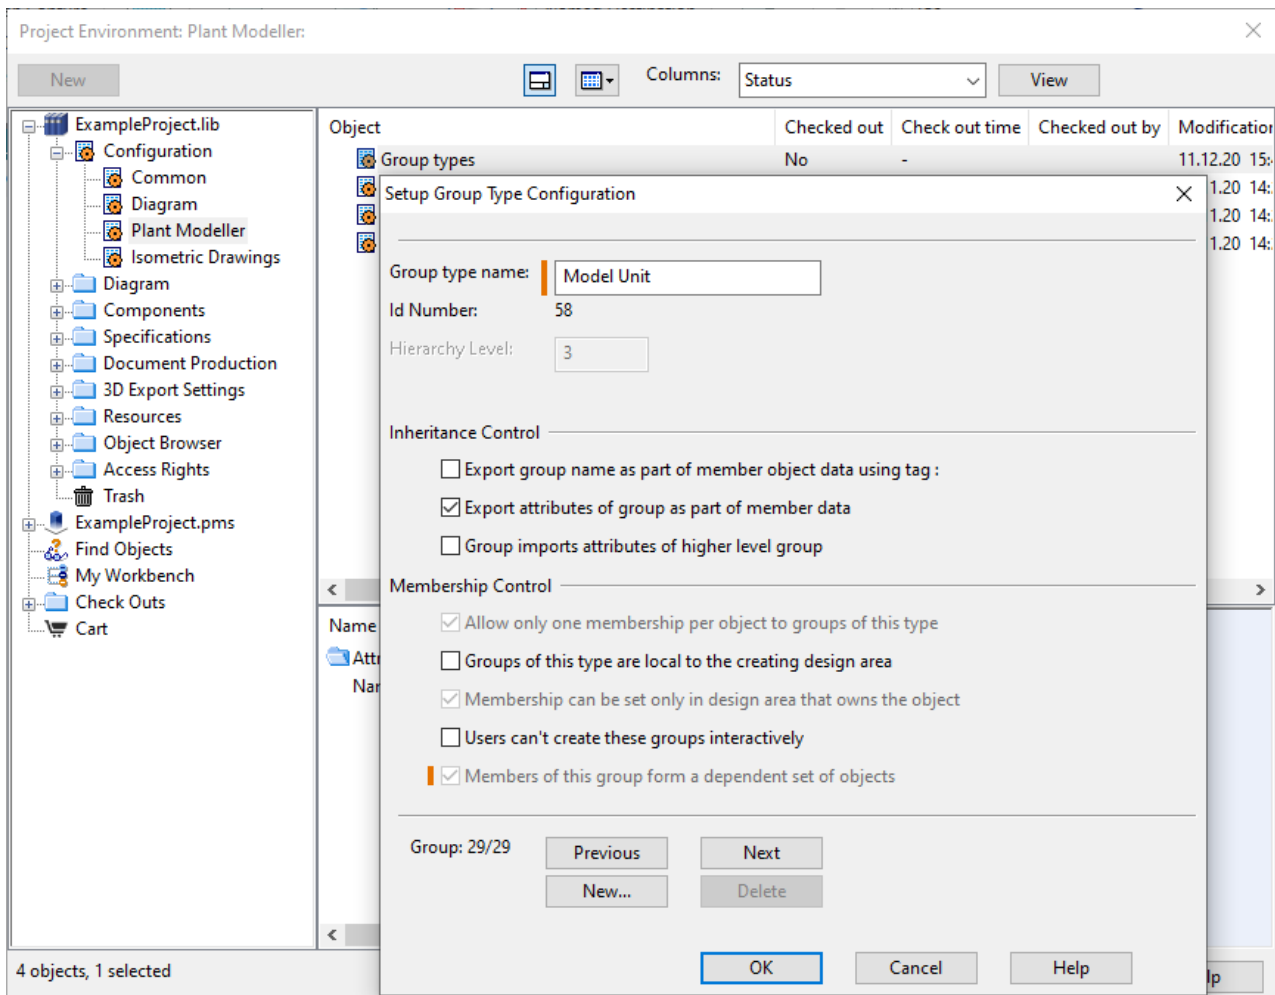 Project Environment: Plant Modeller:
New
Columns:
Status
View
ExampleProject.lib
Configuration
Common
Diagram
Plant Modeller
Isometric Drawings
Diagram
Components
Specifications
Document Production
3D Export Settings
Resources
Object Browser
Access Rights
Trash
ExampleProject.pms
Find Objects
My Workbench
Check Outs
Cart
Object Checked out Check out time Checked out by Modification
Group types No - 11.12.20 15:
1.20 14:
1.20 14:
1.20 14:
Name
Setup Group Type Configuration
Group type name: Model Unit
Id Number: 58
Hierarchy Level: 3
Inheritance Control
Export group name as part of member object data using tag :
Export attributes of group as part of member data
Group imports attributes of higher level group
Membership Control
Allow only one membership per object to groups of this type
Groups of this type are local to the creating design area
Membership can be set only in design area that owns the object
Users can't create these groups interactively
Members of this group form a dependent set of objects
Group: 29/29
Previous
Next
New...
Delete
OK
Cancel
Help
4 objects, 1 selected